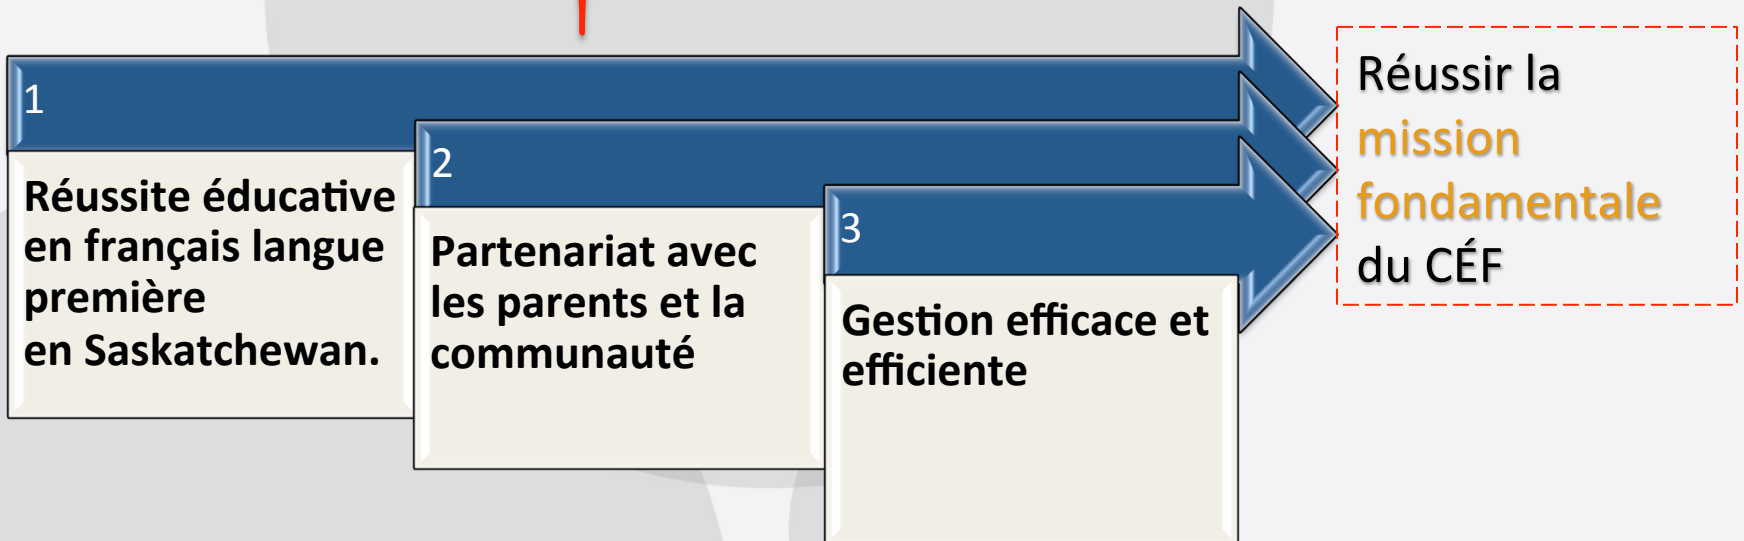 1
Réussite éducative
en français langue
première
en Saskatchewan.
2
Partenariat avec
les parents et la
communauté
3
Gestion efficace et
efficiente
Réussir la
mission
fondamentale
du CÉF